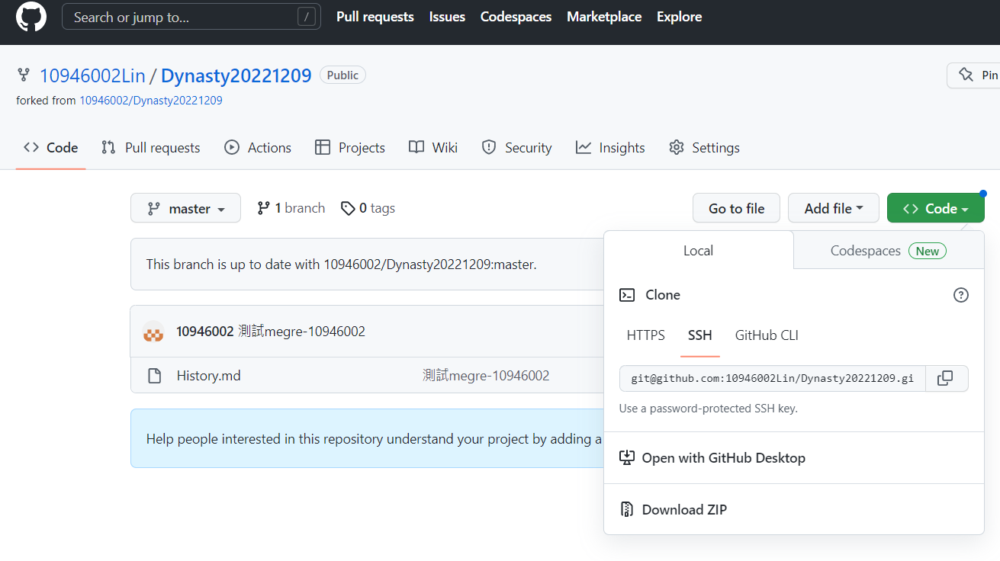 Search or jump to... / Pull requests Issues Codespaces Marketplace Explore
10946002Lin / Dynasty20221209 Public Pin
forked from 10946002/Dynasty20221209
Code Pull requests Actions Projects Wiki Security Insights Settings
master 1 branch 0 tags Go to file Add file Code
Local Codespaces New
This branch is up to date with 10946002/Dynasty20221209:master.
Clone
10946002 測試megre-10946002
HTTPS SSH GitHub CLI
History.md 測試megre-10946002
git@github.com:10946002Lin/Dynasty20221209.gi
Use a password-protected SSH key.
Help people interested in this repository understand your project by adding a
Open with GitHub Desktop
Download ZIP